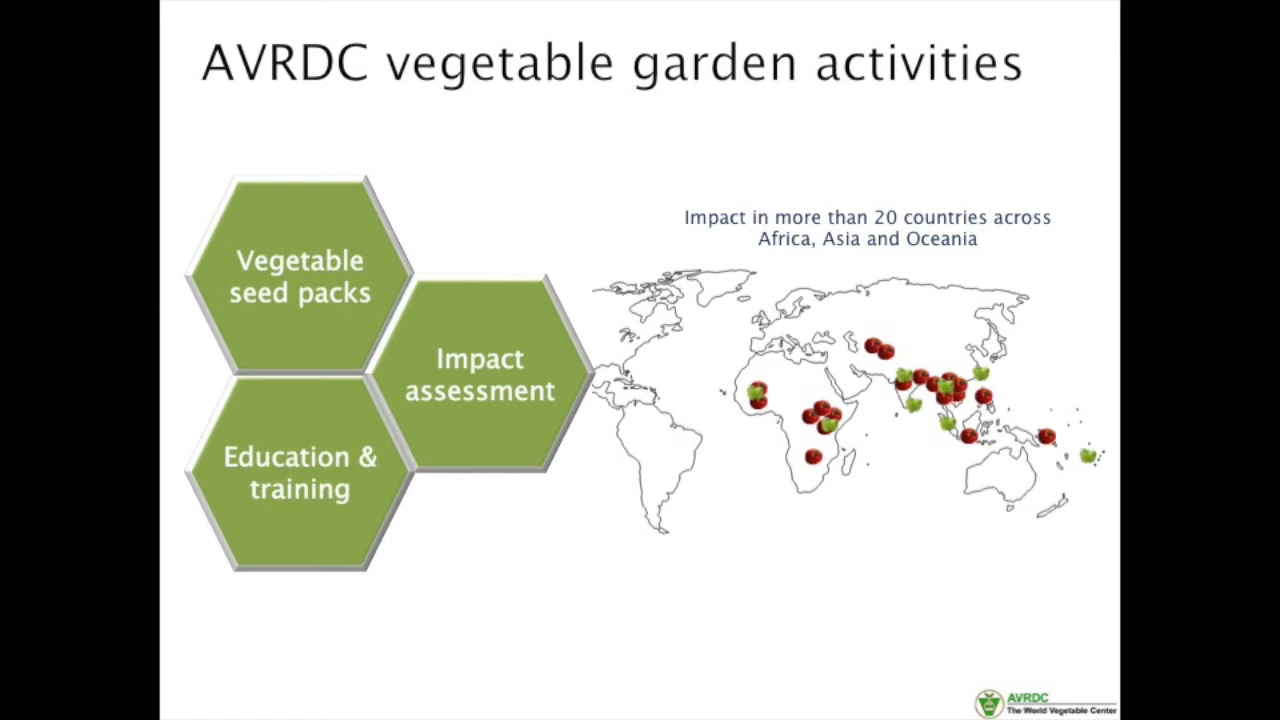 AVRDC vegetable garden activities
Vegetable
seed packs
Impact
assessment
Education &
training
Impact in more than 20 countries across
Africa, Asia and Oceania
AVRDC
The World Vegetable Center